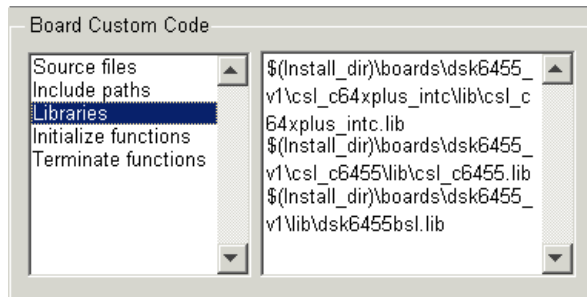 Board Custom Code
Source files
Include paths
Libraries
Initialize functions
Terminate functions
$(Install_dir)\boards\dsk6455_
v1\csl_c64xplus_intc\lib\csl_c
64xplus_intc.lib
$(Install_dir)\boards\dsk6455_
v1\csl_c6455\lib\csl_c6455.lib
$(Install_dir)\boards\dsk6455_
v1\lib\dsk6455bsl.lib